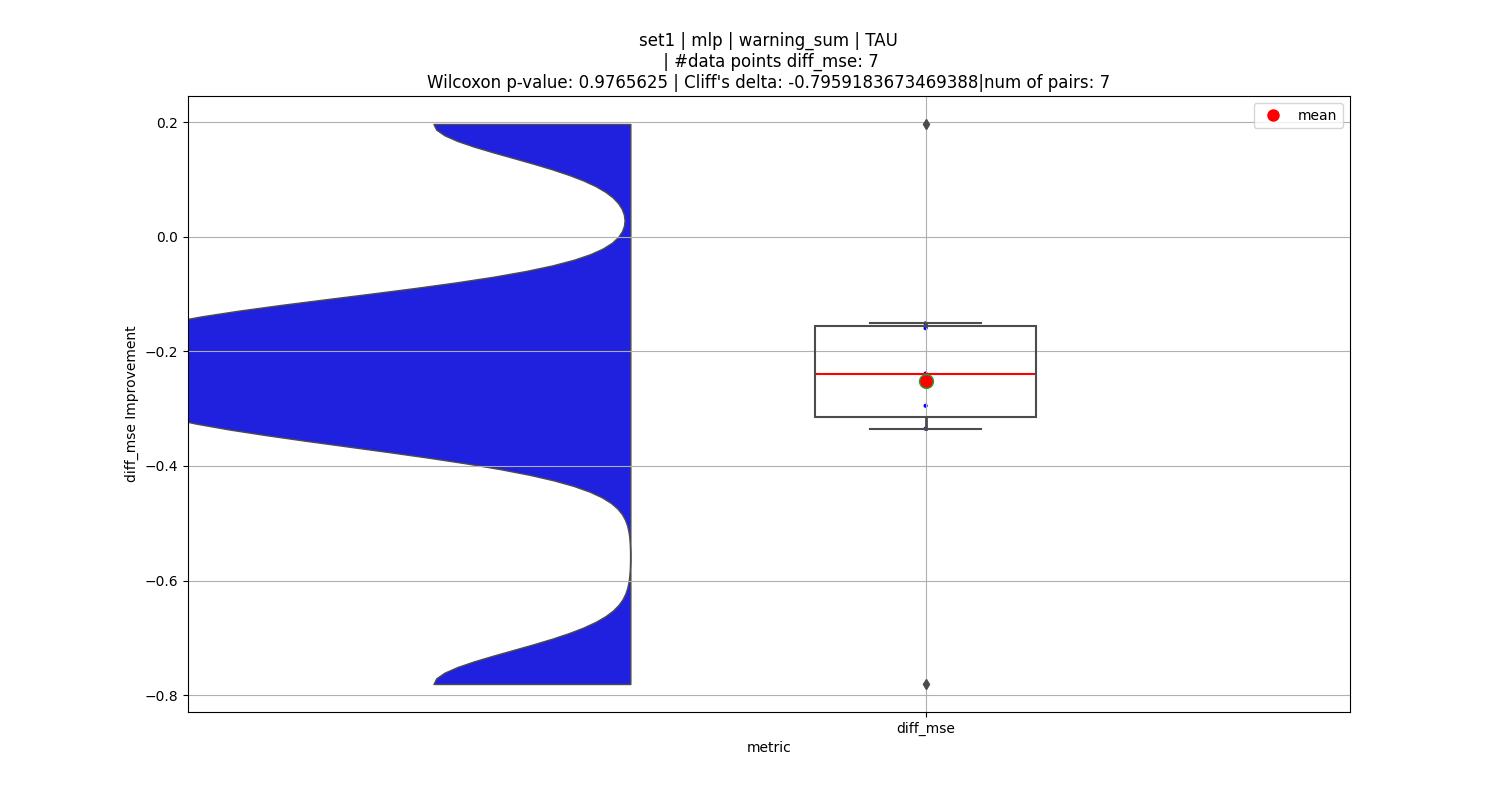 set1 | mlp | warning_sum | TAU
| #data points diff_mse: 7
Wilcoxon p-value: 0.9765625 | Cliff's delta: -0.7959183673469388|num of pairs: 7
mean
0.2
0.0
−0.2
−0.4
−0.6
−0.8
diff_mse Improvement
diff_mse
metric